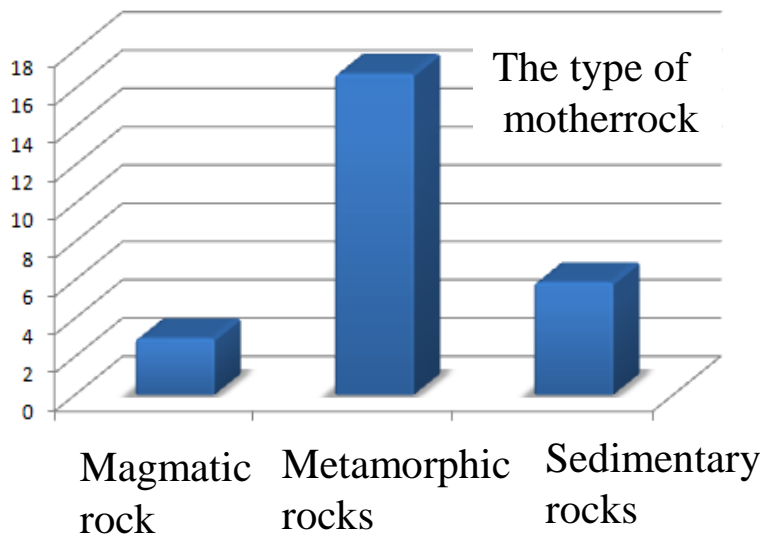 The type of
motherrock
18
16
14
12
10
8
6
4
2
0
Magmatic
rock
Metamorphic
rocks
Sedimentary
rocks